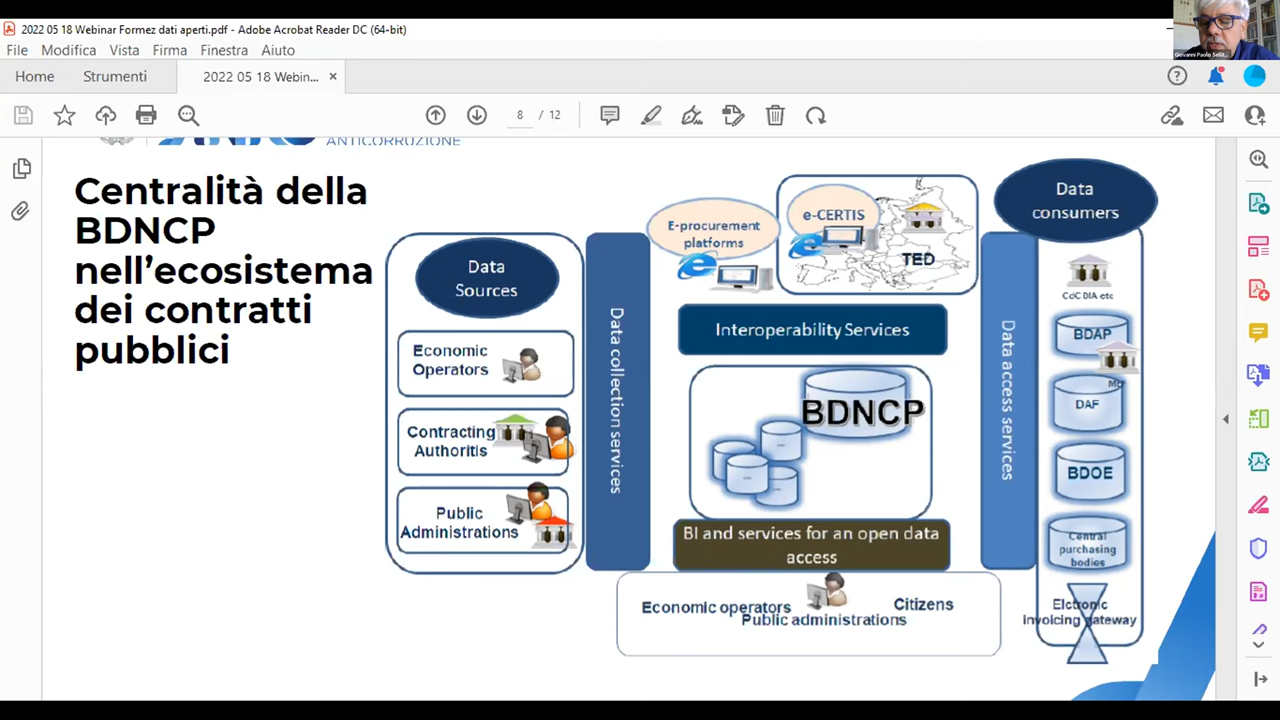 2022 05 18 Webinar Formez dati aperti.pdf - Adobe Acrobat Reader DC (64-bit)
File Modifica Vista Firma Finestra Aiuto
Home Strumenti 2022 05 18 Webin... ×
8 / 12
ANTICORRUZIONE
Centralità della
BDNCP
nell'ecosistema
dei contratti
pubblici
Data
Sources
Economic
Operators
Contracting
Authoritis
Public
Administrations
Data collection services
E-procurement
platforms
e-CERTIS
TED
Interoperability Services
BDNCP
BI and services for an open data
access
Economic operators
Citizens
Public administrations
Data access services
Data
consumers
CdC DIA etc
BDAP
DAF
BDOE
Central
purchasing
bodies
Elctronic
invoicing gateway